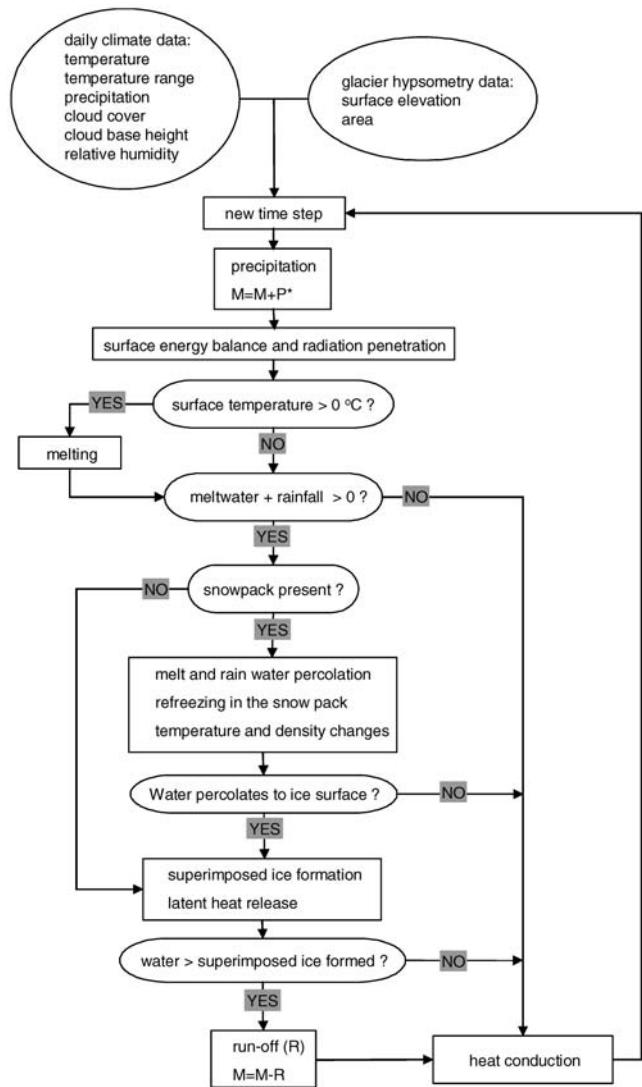 daily climate data:
temperature
temperature range
precipitation
cloud cover
cloud base height
relative humidity
glacier hypsometry data:
surface elevation
area
new time step
precipitation
M=M+P*
surface energy balance and radiation penetration
YES
surface temperature > 0 °C ?
melting
NO
meltwater + rainfall > 0 ?
NO
YES
NO
snowpack present ?
YES
melt and rain water percolation
refreezing in the snow pack
temperature and density changes
Water percolates to ice surface ?
NO
YES
superimposed ice formation
latent heat release
water > superimposed ice formed ?
NO
YES
run-off (R)
M=M-R
heat conduction